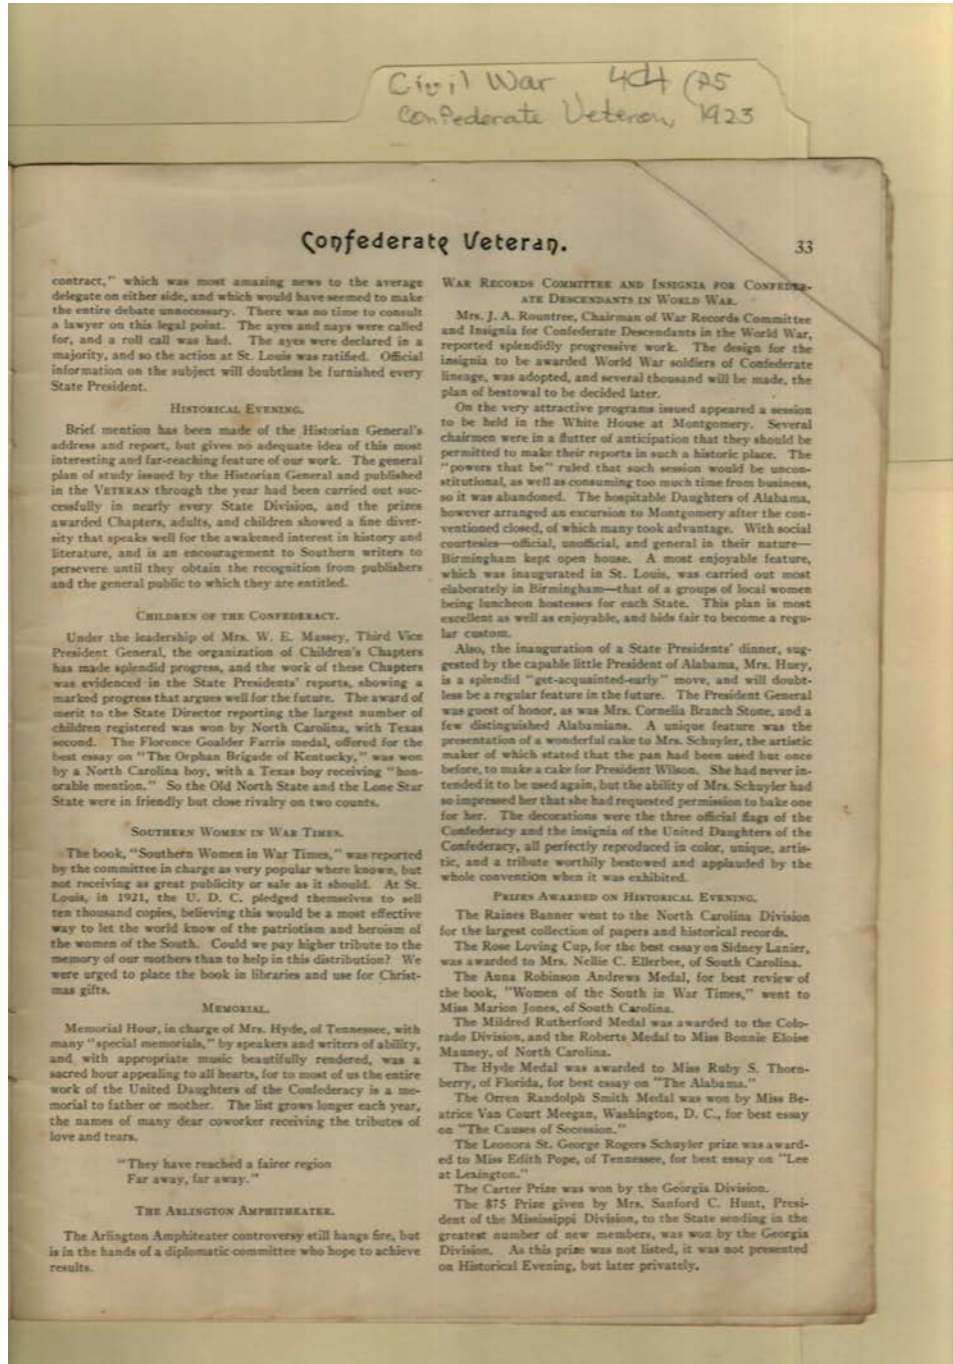 Civil War 4d4 (75
Confederate Veteran, 1923
Confederate Veteran.
33
contract," which was most amazing news to the average
delegate on either side, and which would have seemed to make
the entire debate unnecessary. There was no time to consult
a lawyer on this legal point. The ayes and nays were called
for, and a roll call was had. The ayes were declared in a
majority, and so the action at St. Louis was ratified. Official
information on the subject will doubtless be furnished every
State President.
HISTORICAL EVENING.
Brief mention has been made of the Historian General's
address and report, but gives no adequate idea of this most
interesting and far-reaching feature of our work. The general
plan of study issued by the Historian General and published
in the VETERAN through the year had been carried out suc-
cessfully in nearly every State Division, and the prizes
awarded Chapters, adults, and children showed a fine diver-
sity that speaks well for the awakened interest in history and
literature, and is an encouragement to Southern writers to
persevere until they obtain the recognition from publishers
and the general public to which they are entitled.
CHILDREN OF THE CONFEDERACY.
Under the leadership of Mrs. W. E. Massey, Third Vice
President General, the organization of Children's Chapters
has made splendid progress, and the work of these Chapters
was evidenced in the State Presidents' reports, showing a
marked progress that argues well for the future. The award of
merit to the State Director reporting the largest number of
children registered was won by North Carolina, with Texas
second. The Florence Goalder Farris medal, offered for the
best essay on "The Orphan Brigade of Kentucky," was won
by a North Carolina boy, with a Texas boy receiving "hon-
orable mention." So the Old North State and the Lone Star
State were in friendly but close rivalry on two counts.
SOUTHERN WOMEN IN WAR TIMES.
The book, "Southern Women in War Times," was reported
by the committee in charge as very popular where known, but
not receiving as great publicity or sale as it should. At St.
Louis, in 1921, the U. D. C. pledged themselves to sell
ten thousand copies, believing this would be a most effective
way to let the world know of the patriotism and heroism of
the women of the South. Could we pay higher tribute to the
memory of our mothers than to help in this distribution? We
were urged to place the book in libraries and use for Christ-
mas gifts.
MEMORIAL.
Memorial Hour, in charge of Mrs. Hyde, of Tennessee, with
many "special memorials," by speakers and writers of ability,
and with appropriate music beautifully rendered, was a
sacred hour appealing to all hearts, for to most of us the entire
work of the United Daughters of the Confederacy is a me-
morial to father or mother. The list grows longer each year,
the names of many dear coworker receiving the tributes of
love and tears.
"They have reached a fairer region
Far away, far away."
THE ARLINGTON AMPHITHEATER.
The Arlington Amphiteater controversy still hangs fire, but
is in the hands of a diplomatic committee who hope to achieve
results.
WAR RECORDS COMMITTEE AND INSIGNIA FOR CONFEDER-
ATE DESCENDANTS IN WORLD WAR.
Mrs. J. A. Rountree, Chairman of War Records Committee
and Insignia for Confederate Descendants in the World War,
reported splendidly progressive work. The design for the
insignia to be awarded World War soldiers of Confederate
lineage, was adopted, and several thousand will be made, the
plan of bestowal to be decided later.
On the very attractive programs issued appeared a session
to be held in the White House at Montgomery. Several
chairmen were in a flutter of anticipation that they should be
permitted to make their reports in such a historic place. The
"powers that be" ruled that such session would be uncon-
stitutional, as well as consuming too much time from business,
so it was abandoned. The hospitable Daughters of Alabama,
however arranged an excursion to Montgomery after the con-
ventioned closed, of which many took advantage. With social
courtesies—official, unofficial, and general in their nature—
Birmingham kept open house. A most enjoyable feature,
which was inaugurated in St. Louis, was carried out most
elaborately in Birmingham—that of a groups of local women
being luncheon hostesses for each State. This plan is most
excellent as well as enjoyable, and bids fair to become a regu-
lar custom.
Also, the inauguration of a State Presidents' dinner, sug-
gested by the capable little President of Alabama, Mrs. Huey,
is a splendid "get-acquainted-early" move, and will doubt-
less be a regular feature in the future. The President General
was guest of honor, as was Mrs. Cornelia Branch Stone, and a
few distinguished Alabamians. A unique feature was the
presentation of a wonderful cake to Mrs. Schuyler, the artistic
maker of which stated that the pan had been used but once
before, to make a cake for President Wilson. She had never in-
tended it to be used again, but the ability of Mrs. Schuyler had
so impressed her that she had requested permission to bake one
for her. The decorations were the three official flags of the
Confederacy and the insignia of the United Daughters of the
Confederacy, all perfectly reproduced in color, unique, artis-
tic, and a tribute worthily bestowed and applauded by the
whole convention when it was exhibited.
PRIZES AWARDED ON HISTORICAL EVENING.
The Raines Banner went to the North Carolina Division
for the largest collection of papers and historical records.
The Rose Loving Cup, for the best essay on Sidney Lanier,
was awarded to Mrs. Nellie C. Ellerbee, of South Carolina.
The Anna Robinson Andrews Medal, for best review of
the book, "Women of the South in War Times," went to
Miss Marion Jones, of South Carolina.
The Mildred Rutherford Medal was awarded to the Colo-
rado Division, and the Roberts Medal to Miss Bonnie Eloise
Mauney, of North Carolina.
The Hyde Medal was awarded to Miss Ruby S. Thorn-
berry, of Florida, for best essay on "The Alabama."
The Orren Randolph Smith Medal was won by Miss Be-
atrice Van Court Meegan, Washington, D. C., for best essay
on "The Causes of Secession."
The Leonora St. George Rogers Schuyler prize was award-
ed to Miss Edith Pope, of Tennessee, for best essay on "Lee
at Lexington."
The Carter Prize was won by the Georgia Division.
The $75 Prize given by Mrs. Sanford C. Hunt, Presi-
dent of the Mississippi Division, to the State sending in the
greatest number of new members, was won by the Georgia
Division. As this prize was not listed, it was not presented
on Historical Evening, but later privately.